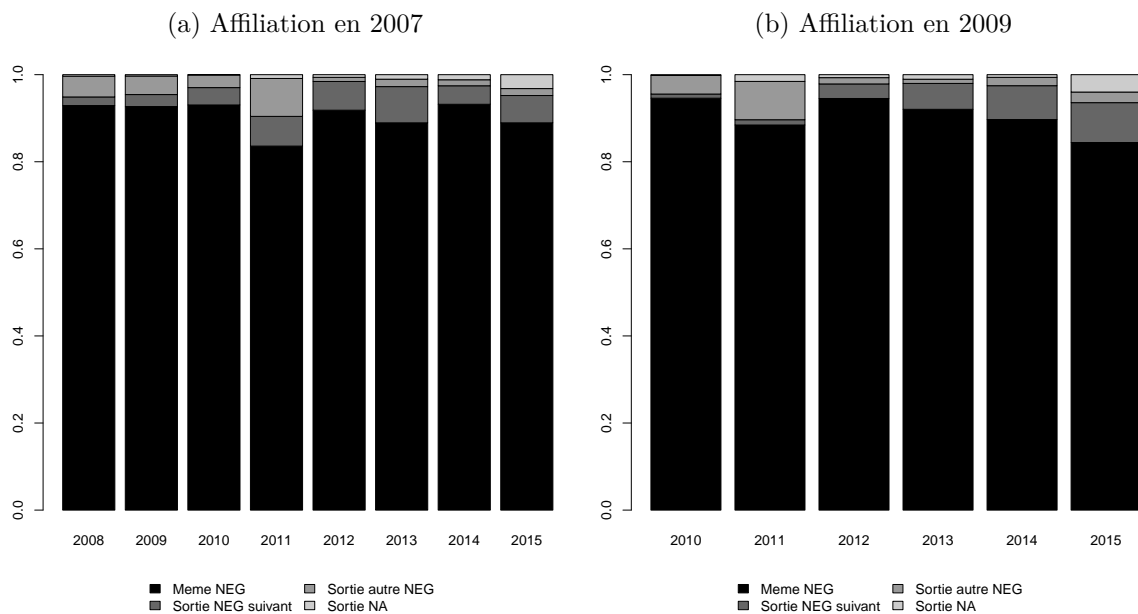 (a) Affiliation en 2007
1.0
0.8
0.6
0.4
0.2
0.0
2008 2009 2010 2011 2012 2013 2014 2015
Meme NEG Sortie autre NEG
Sortie NEG suivant Sortie NA
(b) Affiliation en 2009
1.0
0.8
0.6
0.4
0.2
0.0
2010 2011 2012 2013 2014 2015
Meme NEG Sortie autre NEG
Sortie NEG suivant Sortie NA